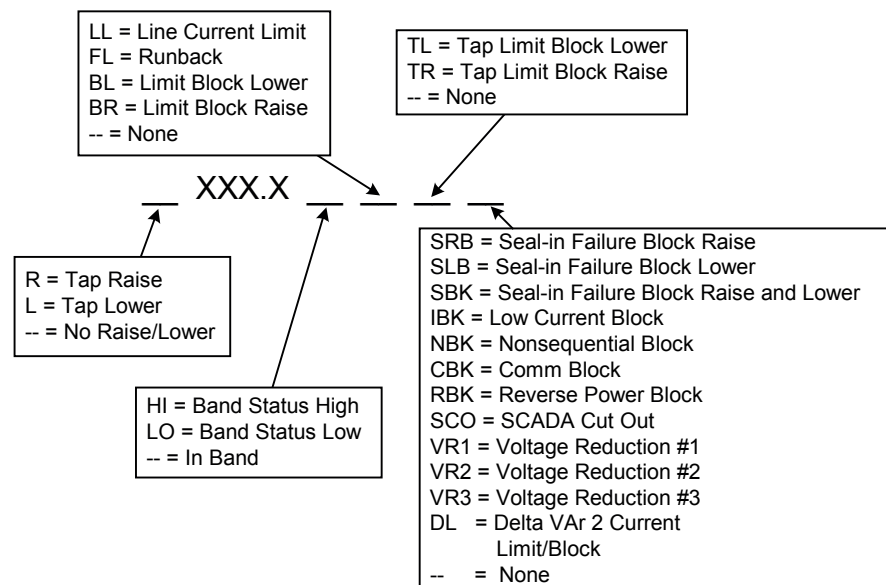 LL = Line Current Limit
FL = Runback
BL = Limit Block Lower
BR = Limit Block Raise
-- = None
TL = Tap Limit Block Lower
TR = Tap Limit Block Raise
-- = None
XXX.X
R = Tap Raise
L = Tap Lower
-- = No Raise/Lower
HI = Band Status High
LO = Band Status Low
-- = In Band
SRB = Seal-in Failure Block Raise
SLB = Seal-in Failure Block Lower
SBK = Seal-in Failure Block Raise and Lower
IBK = Low Current Block
NBK = Nonsequential Block
CBK = Comm Block
RBK = Reverse Power Block
SCO = SCADA Cut Out
VR1 = Voltage Reduction #1
VR2 = Voltage Reduction #2
VR3 = Voltage Reduction #3
DL = Delta VAr 2 Current
Limit/Block
-- = None